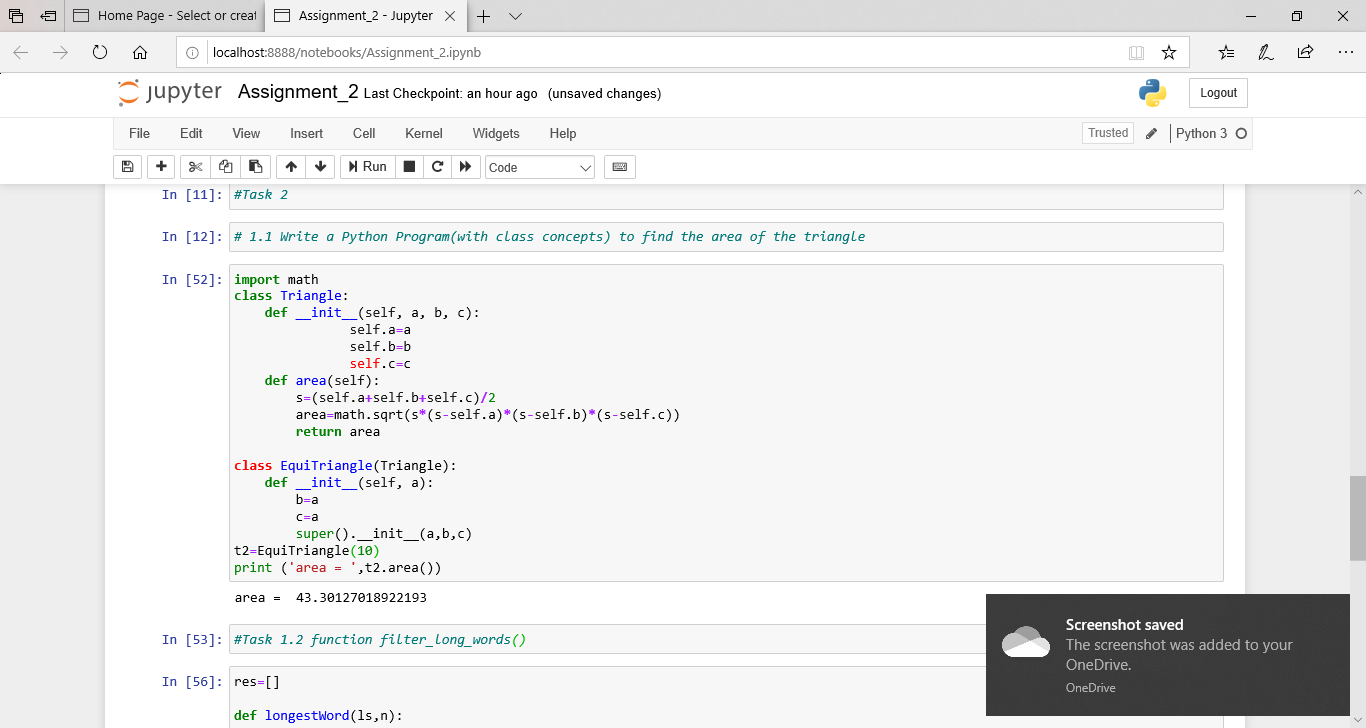 Home Page - Select or creat
Assignment_2 - Jupyter
localhost:8888/notebooks/Assignment_2.ipynb
jupyter Assignment_2 Last Checkpoint: an hour ago (unsaved changes)
Logout
File Edit View Insert Cell Kernel Widgets Help
Trusted
Python 3
Run
Code
In [11]: #Task 2
In [12]: # 1.1 Write a Python Program(with class concepts) to find the area of the triangle
In [52]: import math
class Triangle:
    def __init__(self, a, b, c):
               self.a=a
               self.b=b
               self.c=c
    def area(self):
        s=(self.a+self.b+self.c)/2
        area=math.sqrt(s*(s-self.a)*(s-self.b)*(s-self.c))
        return area
class EquiTriangle(Triangle):
    def __init__(self, a):
        b=a
        c=a
        super().__init__(a,b,c)
t2=EquiTriangle(10)
print ('area = ',t2.area())
area =  43.30127018922193
In [53]: #Task 1.2 function filter_long_words()
In [56]: res=[]
def longestWord(ls,n):
Screenshot saved
The screenshot was added to your
OneDrive.
OneDrive